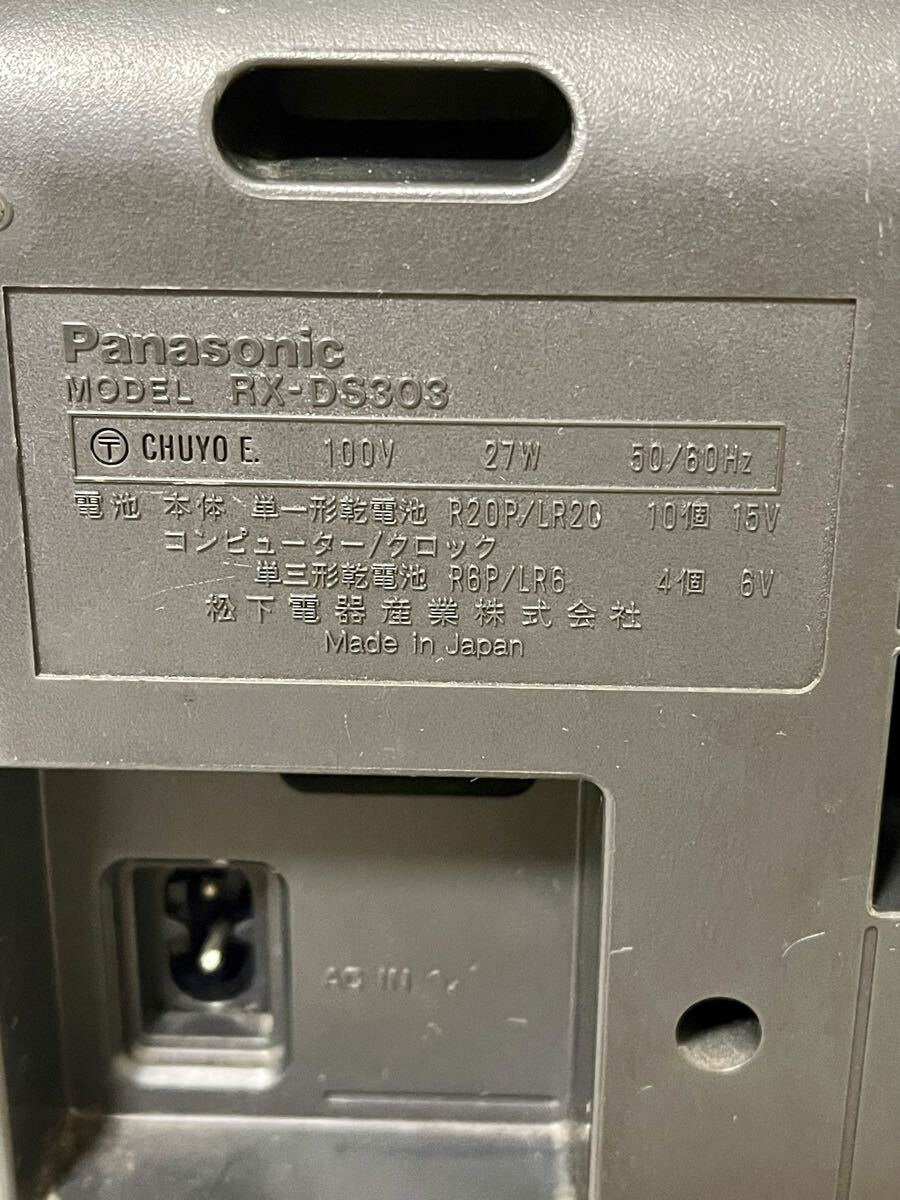 Panasonic
MODEL RX-DS303
〒 CHUYO E. 100V 27W 50/60Hz
電池 本体 単一形乾電池 R20P/LR20 10個 15V
コンピューター/クロック
単三形乾電池 R6P/LR6 4個 6V
松下電器産業株式会社
Made in Japan
AC IN ~